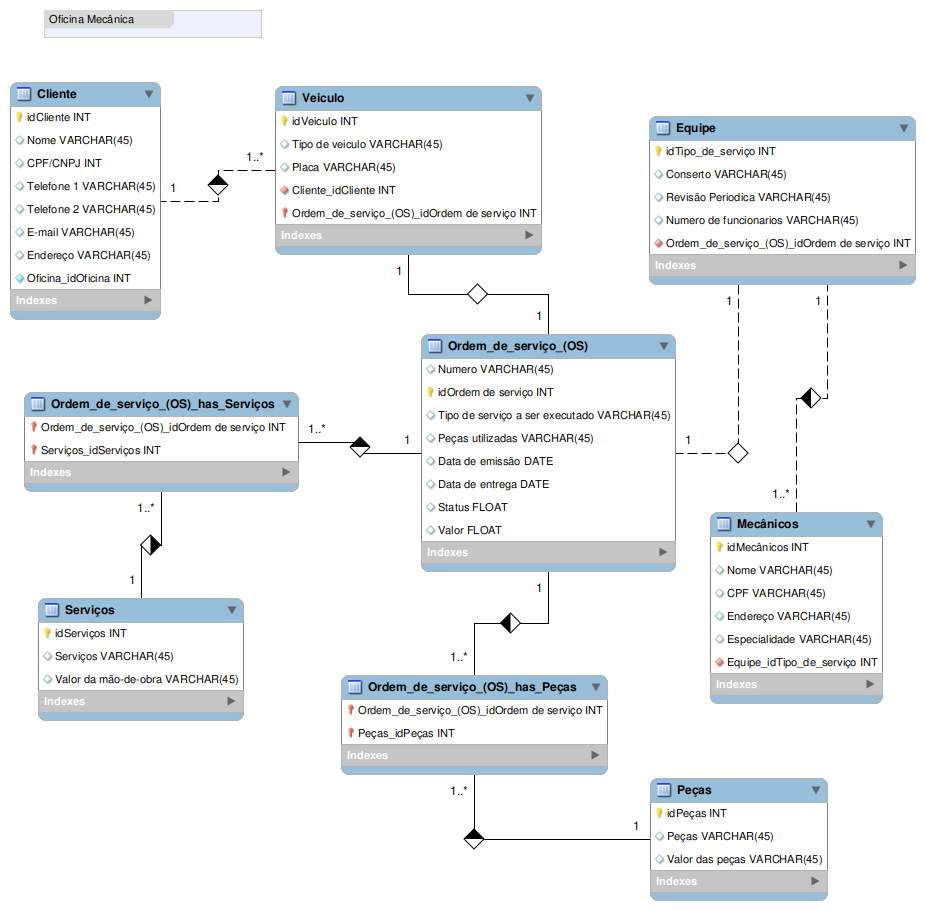 Oficina Mecânica
Cliente
idCliente INT
Nome VARCHAR(45)
CPF/CNPJ INT
Telefone 1 VARCHAR(45)
Telefone 2 VARCHAR(45)
E-mail VARCHAR(45)
Endereço VARCHAR(45)
Oficina_idOficina INT
Indexes
1
1..*
Veiculo
idVeiculo INT
Tipo de veiculo VARCHAR(45)
Placa VARCHAR(45)
Cliente_idCliente INT
Ordem_de_serviço_(OS)_idOrdem de serviço INT
Indexes
1
1
Equipe
idTipo_de_serviço INT
Conserto VARCHAR(45)
Revisão Periodica VARCHAR(45)
Numero de funcionarios VARCHAR(45)
Ordem_de_serviço_(OS)_idOrdem de serviço INT
Indexes
1
1
Ordem_de_serviço_(OS)
Numero VARCHAR(45)
idOrdem de serviço INT
Tipo de serviço a ser executado VARCHAR(45)
Peças utilizadas VARCHAR(45)
Data de emissão DATE
Data de entrega DATE
Status FLOAT
Valor FLOAT
Indexes
1
1
1
Ordem_de_serviço_(OS)_has_Serviços
Ordem_de_serviço_(OS)_idOrdem de serviço INT
Serviços_idServiços INT
Indexes
1..*
1..*
1
Serviços
idServiços INT
Serviços VARCHAR(45)
Valor da mão-de-obra VARCHAR(45)
Indexes
1..*
Mecânicos
idMecânicos INT
Nome VARCHAR(45)
CPF VARCHAR(45)
Endereço VARCHAR(45)
Especialidade VARCHAR(45)
Equipe_idTipo_de_serviço INT
Indexes
1..*
Ordem_de_serviço_(OS)_has_Peças
Ordem_de_serviço_(OS)_idOrdem de serviço INT
Peças_idPeças INT
Indexes
1..*
1
Peças
idPeças INT
Peças VARCHAR(45)
Valor das peças VARCHAR(45)
Indexes